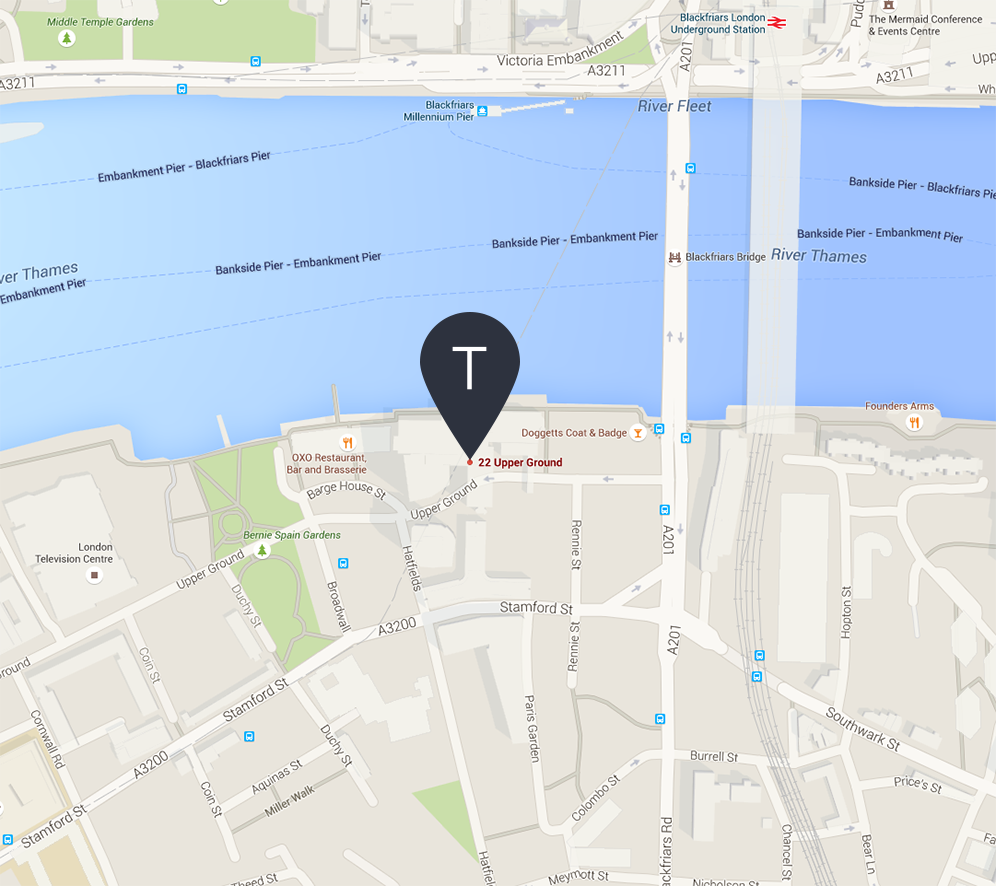 Middle Temple Gardens
Blackfriars London
Underground Station
The Mermaid Conference
& Events Centre
A201
Victoria Embankment
A3211
A3211
A3211
Blackfriars
Millennium Pier
River Fleet
Embankment Pier - Blackfriars Pier
Bankside Pier - Blackfriars Pie
Bankside Pier - Embankment Pier
Bankside Pier - Embankment Pier
Bankside Pier - Embankment Pier
Blackfriars Bridge
River Thames
ver Thames
Embankment Pier
T
Founders Arms
Doggetts Coat & Badge
OXO Restaurant,
Bar and Brasserie
22 Upper Ground
Barge House St
Upper Ground
Bernie Spain Gardens
London
Television Centre
Upper Ground
Hatfields
Rennie St
A201
Duchy St
Broadwall
Stamford St
A3200
Hopton St
Rennie St
A201
Coin St
round
Stamford St
Paris Garden
Cornwall Rd
Duchy St
Southwark St
A3200
Burrell St
Aquinas St
Coin St
Miller Walk
Price's St
Colombo St
Stamford St
ackfriars Rd
Chancel St
Bear Ln
Hatfiel
Theed St
Meymott St
Nicholson St